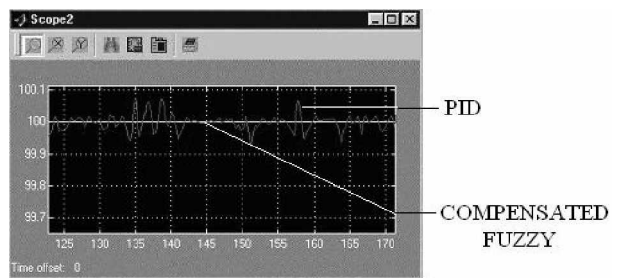 Scope2
100.1
100
99.9
99.8
99.7
125 130 135 140 145 150 155 160 165 170
Time offset: 0
PID
COMPENSATED
FUZZY